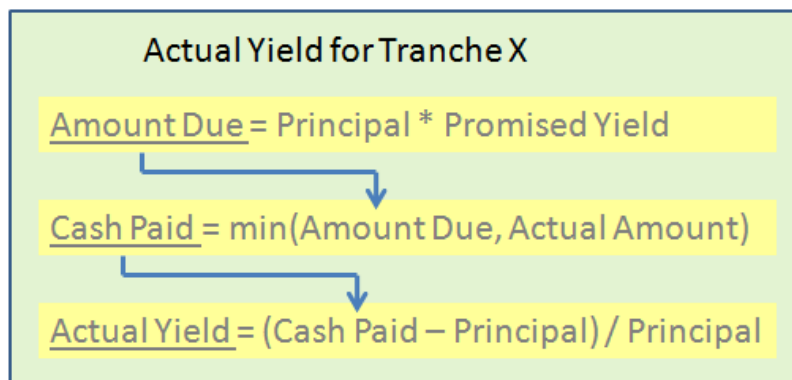 Actual Yield for Tranche X
Amount Due = Principal * Promised Yield
Cash Paid = min(Amount Due, Actual Amount)
Actual Yield = (Cash Paid – Principal) / Principal